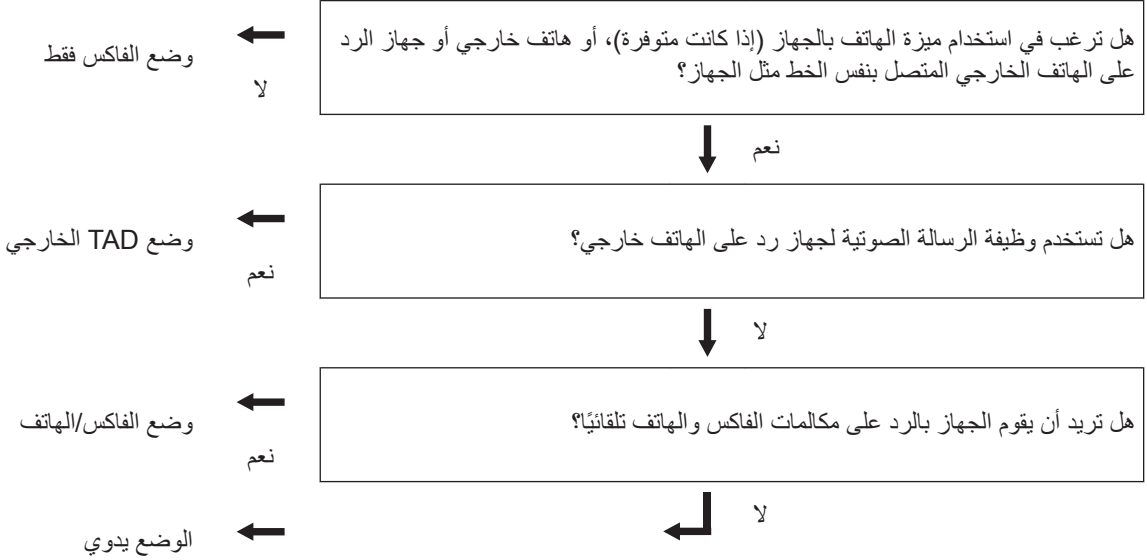 هل ترغب في استخدام ميزة الهاتف بالجهاز (إذا كانت متوفرة)، أو هاتف خارجي أو جهاز الرد
على الهاتف الخارجي المتصل بنفس الخط مثل الجهاز؟
وضع الفاكس فقط
لا
نعم
هل تستخدم وظيفة الرسالة الصوتية لجهاز رد على الهاتف خارجي؟
وضع TAD الخارجي
نعم
لا
هل تريد أن يقوم الجهاز بالرد على مكالمات الفاكس والهاتف تلقائيًا؟
وضع الفاكس/الهاتف
نعم
لا
الوضع يدوي